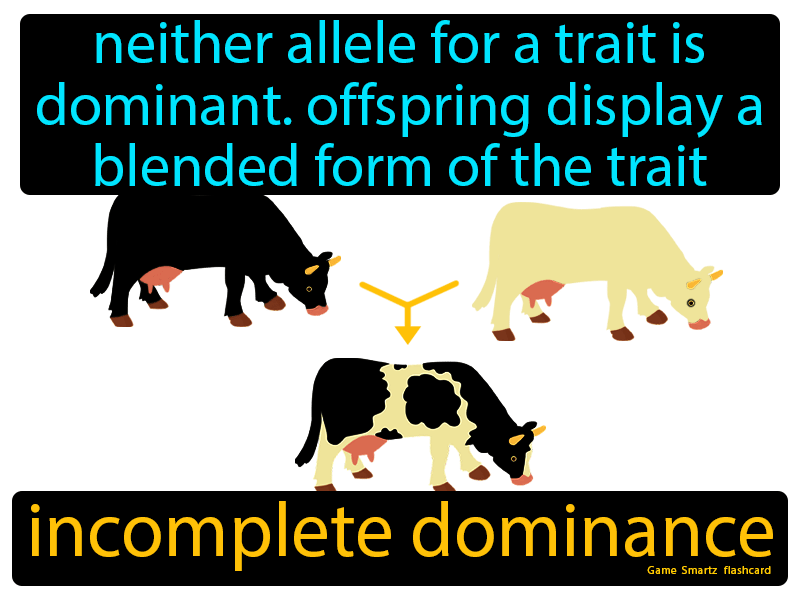 neither allele for a trait is
dominant. offspring display a
blended form of the trait
incomplete dominance
Game Smartz flashcard